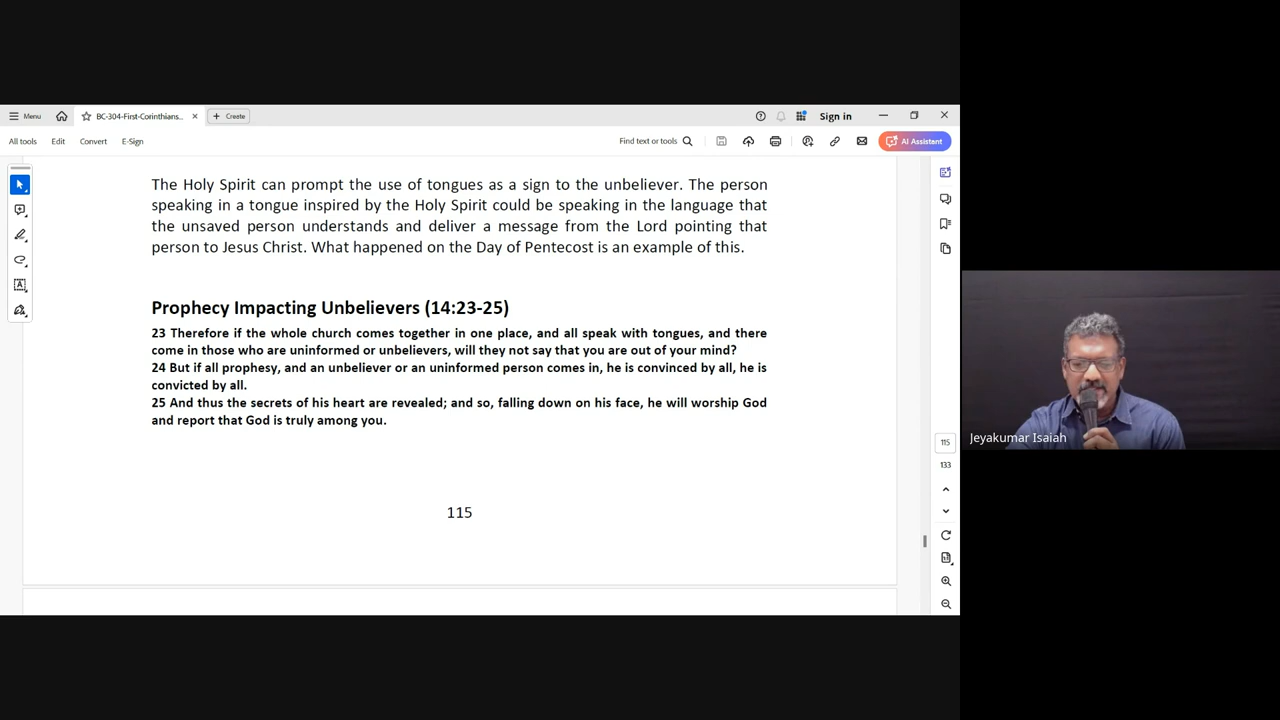 Menu
BC-304-First-Corinthians...
Create
Sign in
All tools
Edit
Convert
E-Sign
Find text or tools
AI Assistant
The Holy Spirit can prompt the use of tongues as a sign to the unbeliever. The person
speaking in a tongue inspired by the Holy Spirit could be speaking in the language that
the unsaved person understands and deliver a message from the Lord pointing that
person to Jesus Christ. What happened on the Day of Pentecost is an example of this.
Prophecy Impacting Unbelievers (14:23-25)
23 Therefore if the whole church comes together in one place, and all speak with tongues, and there
come in those who are uninformed or unbelievers, will they not say that you are out of your mind?
24 But if all prophesy, and an unbeliever or an uninformed person comes in, he is convinced by all, he is
convicted by all.
25 And thus the secrets of his heart are revealed; and so, falling down on his face, he will worship God
and report that God is truly among you.
115
115
133
Jeyakumar Isaiah